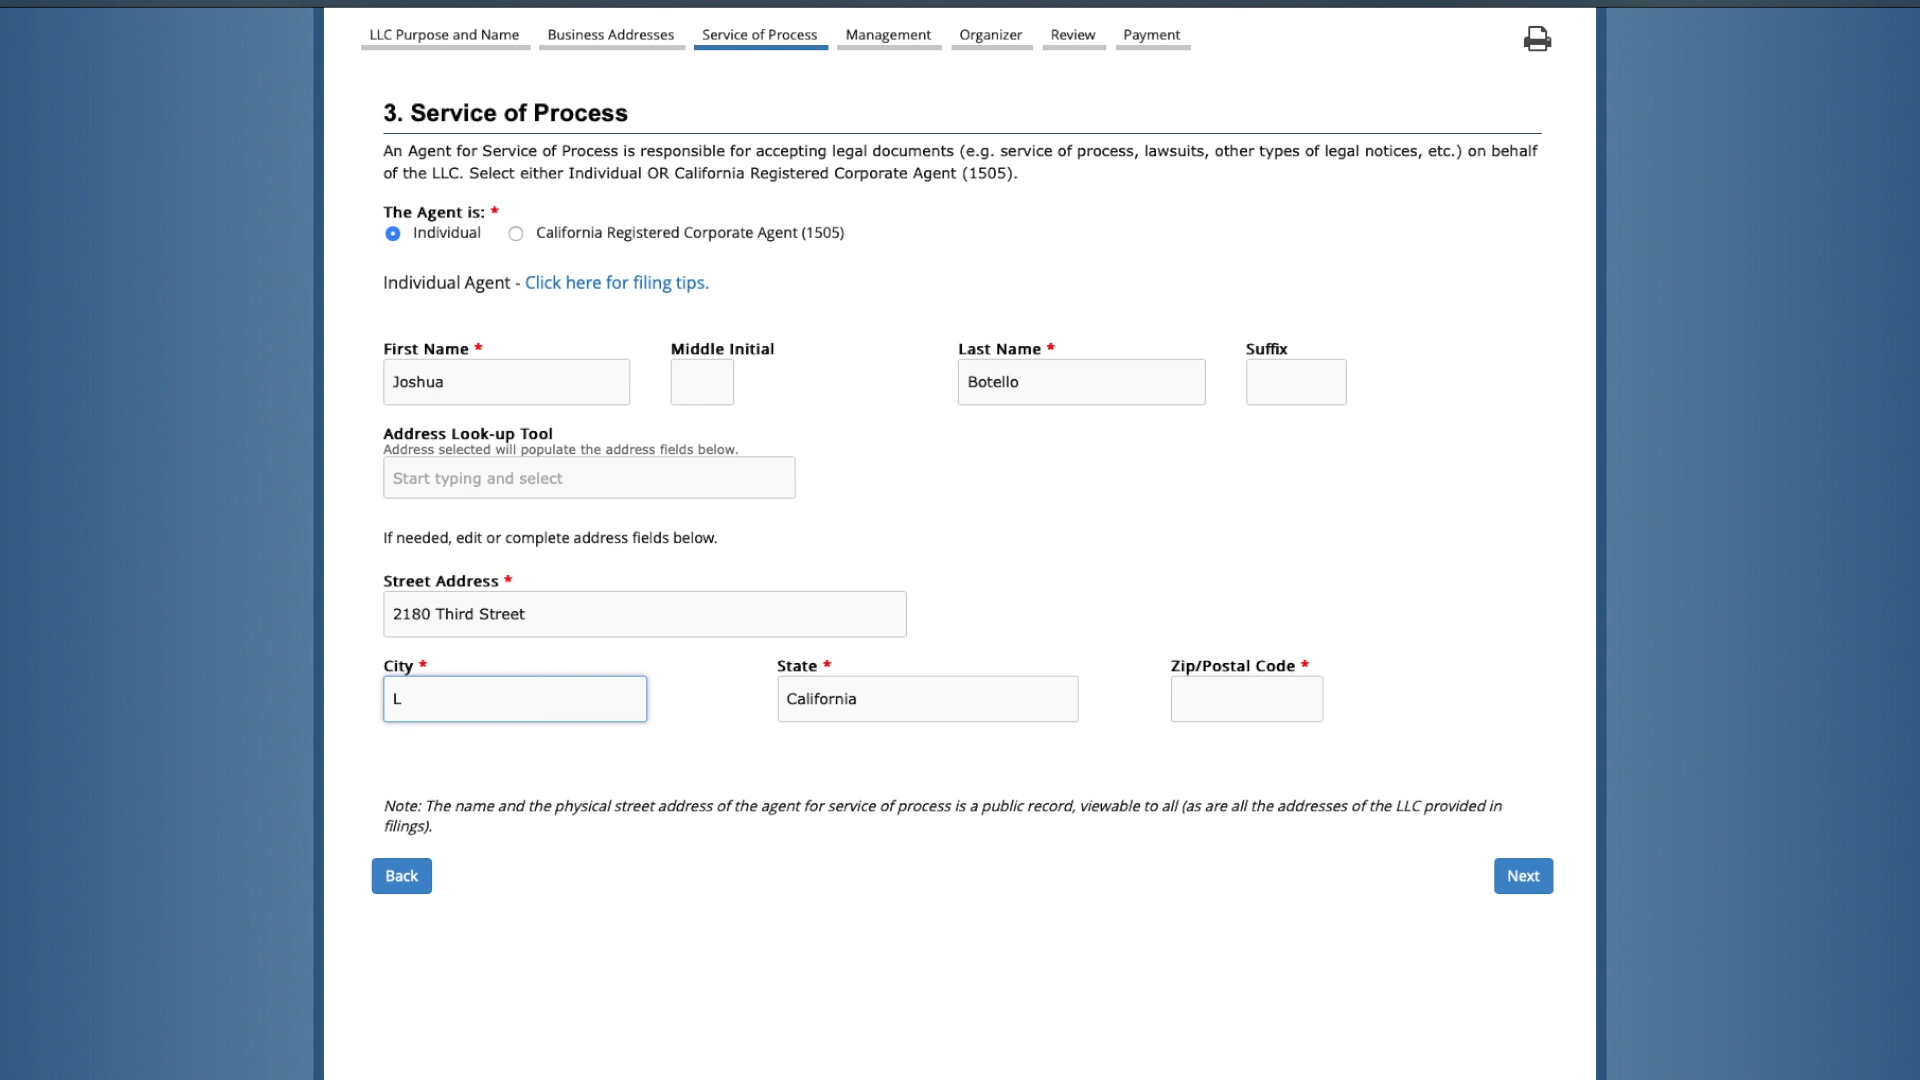 LLC Purpose and Name Business Addresses Service of Process Management Organizer Review Payment
3. Service of Process
An Agent for Service of Process is responsible for accepting legal documents (e.g. service of process, lawsuits, other types of legal notices, etc.) on behalf
of the LLC. Select either Individual OR California Registered Corporate Agent (1505).
The Agent is: *
Individual California Registered Corporate Agent (1505)
Individual Agent - Click here for filing tips.
First Name * Middle Initial Last Name * Suffix
Joshua Botello
Address Look-up Tool
Address selected will populate the address fields below.
Start typing and select
If needed, edit or complete address fields below.
Street Address *
2180 Third Street
City * State * Zip/Postal Code *
L California
Note: The name and the physical street address of the agent for service of process is a public record, viewable to all (as are all the addresses of the LLC provided in
filings).
Back Next